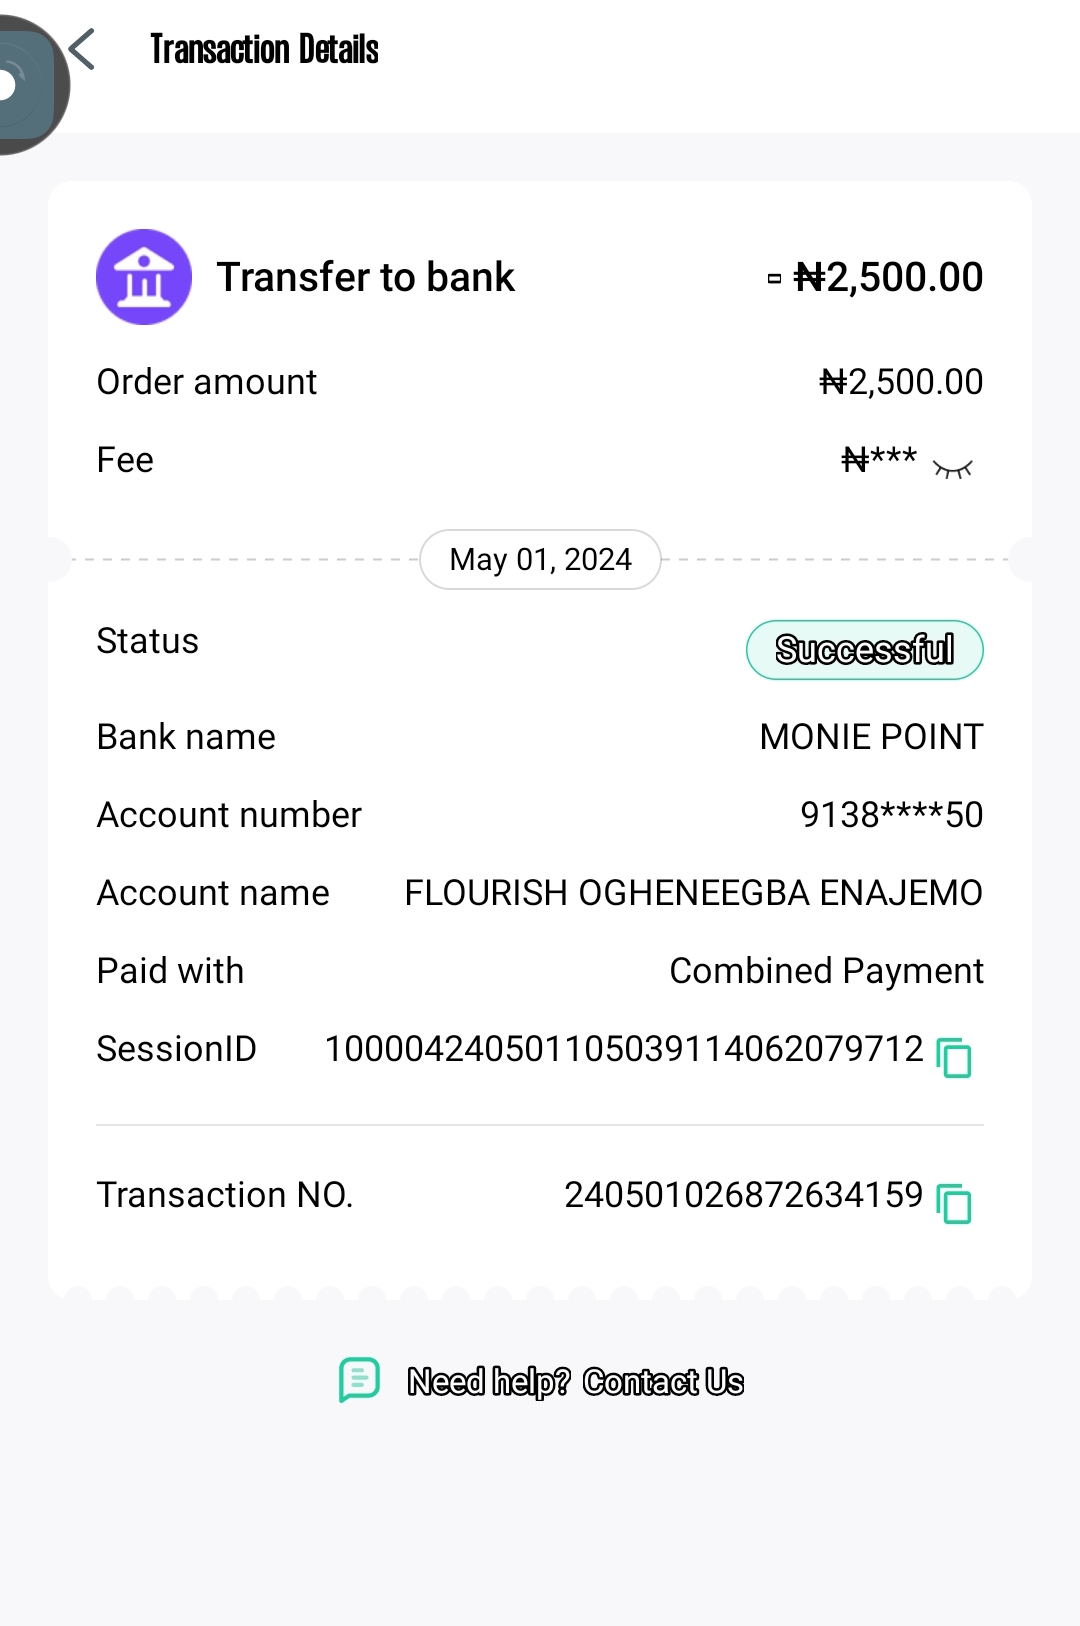 Transaction Details
Transfer to bank - ₦2,500.00
Order amount ₦2,500.00
Fee ₦***
May 01, 2024
Status Successful
Bank name MONIE POINT
Account number 9138****50
Account name FLOURISH OGHENEEGBA ENAJEMO
Paid with Combined Payment
SessionID 100004240501105039114062079712
Transaction NO. 240501026872634159
Need help? Contact Us